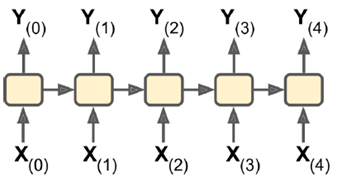 Y(0) Y(1) Y(2) Y(3) Y(4)
X(0) X(1) X(2) X(3) X(4)